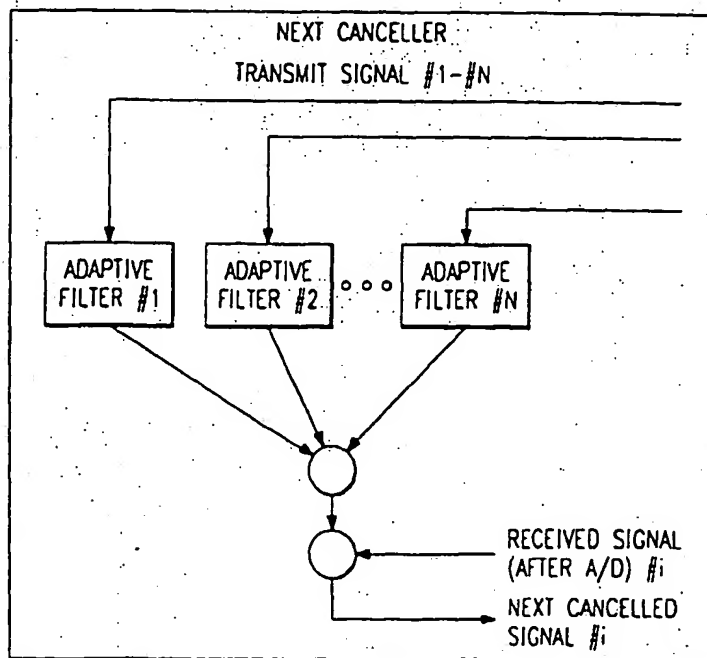 NEXT CANCELLER
TRANSMIT SIGNAL #1-#N
ADAPTIVE
FILTER #1
ADAPTIVE
FILTER #2
ADAPTIVE
FILTER #N
RECEIVED SIGNAL
(AFTER A/D) #i
NEXT CANCELLED
SIGNAL #i